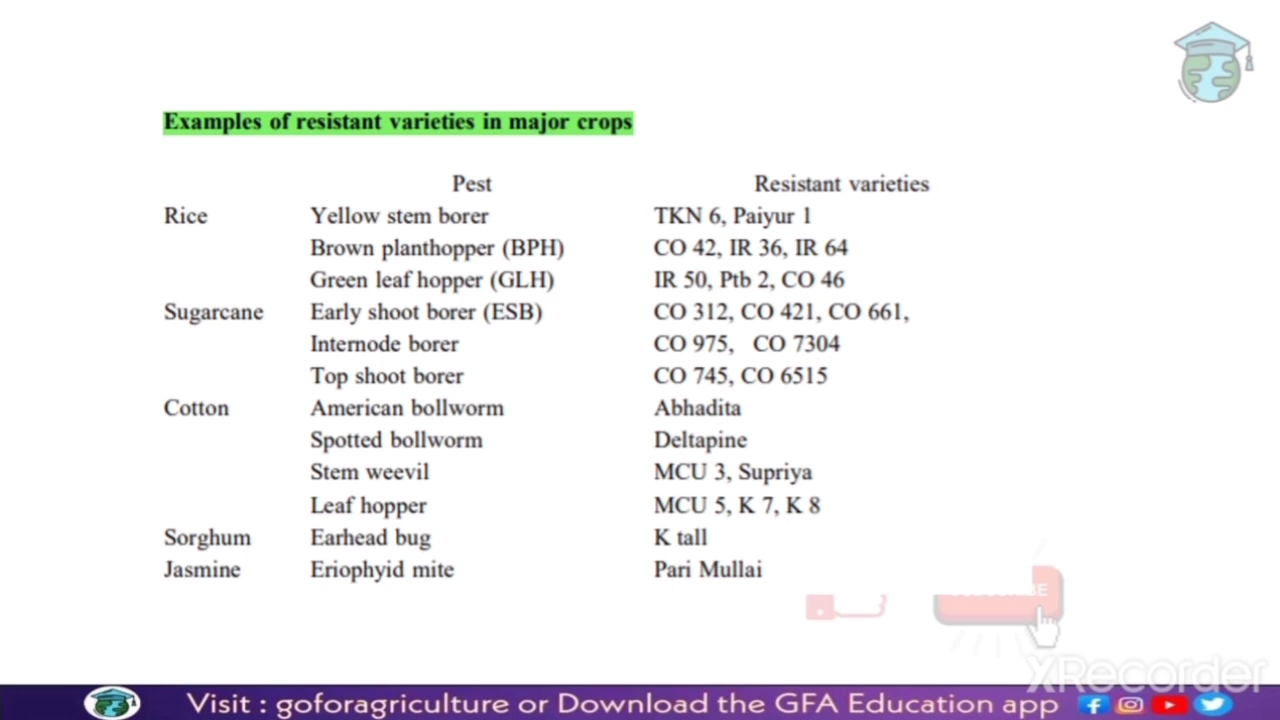 Examples of resistant varieties in major crops
Pest Resistant varieties
Rice Yellow stem borer TKN 6, Paiyur 1
Brown planthopper (BPH) CO 42, IR 36, IR 64
Green leaf hopper (GLH) IR 50, Ptb 2, CO 46
Sugarcane Early shoot borer (ESB) CO 312, CO 421, CO 661,
Internode borer CO 975, CO 7304
Top shoot borer CO 745, CO 6515
Cotton American bollworm Abhadita
Spotted bollworm Deltapine
Stem weevil MCU 3, Supriya
Leaf hopper MCU 5, K 7, K 8
Sorghum Earhead bug K tall
Jasmine Eriophyid mite Pari Mullai
XRecorder
Visit : goforagriculture or Download the GFA Education app